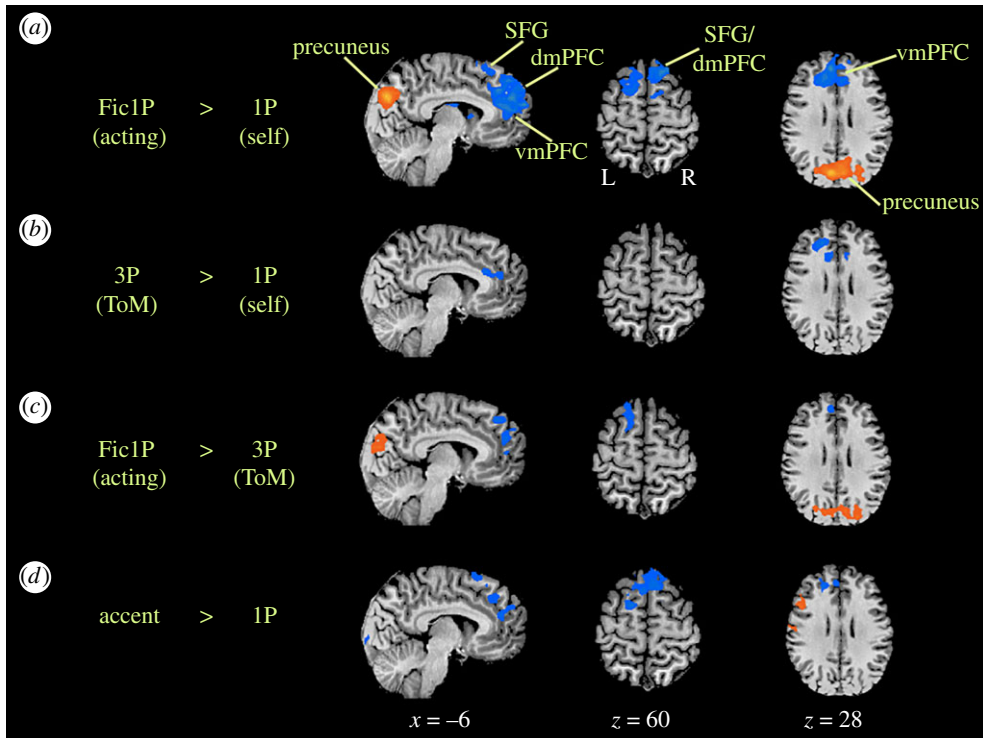 (a)
precuneus
SFG
dmPFC
vmPFC
SFG/
dmPFC
vmPFC
Fic1P > 1P
(acting) (self)
L R
precuneus
(b)
3P > 1P
(ToM) (self)
(c)
Fic1P > 3P
(acting) (ToM)
(d)
accent > 1P
x = –6 z = 60 z = 28